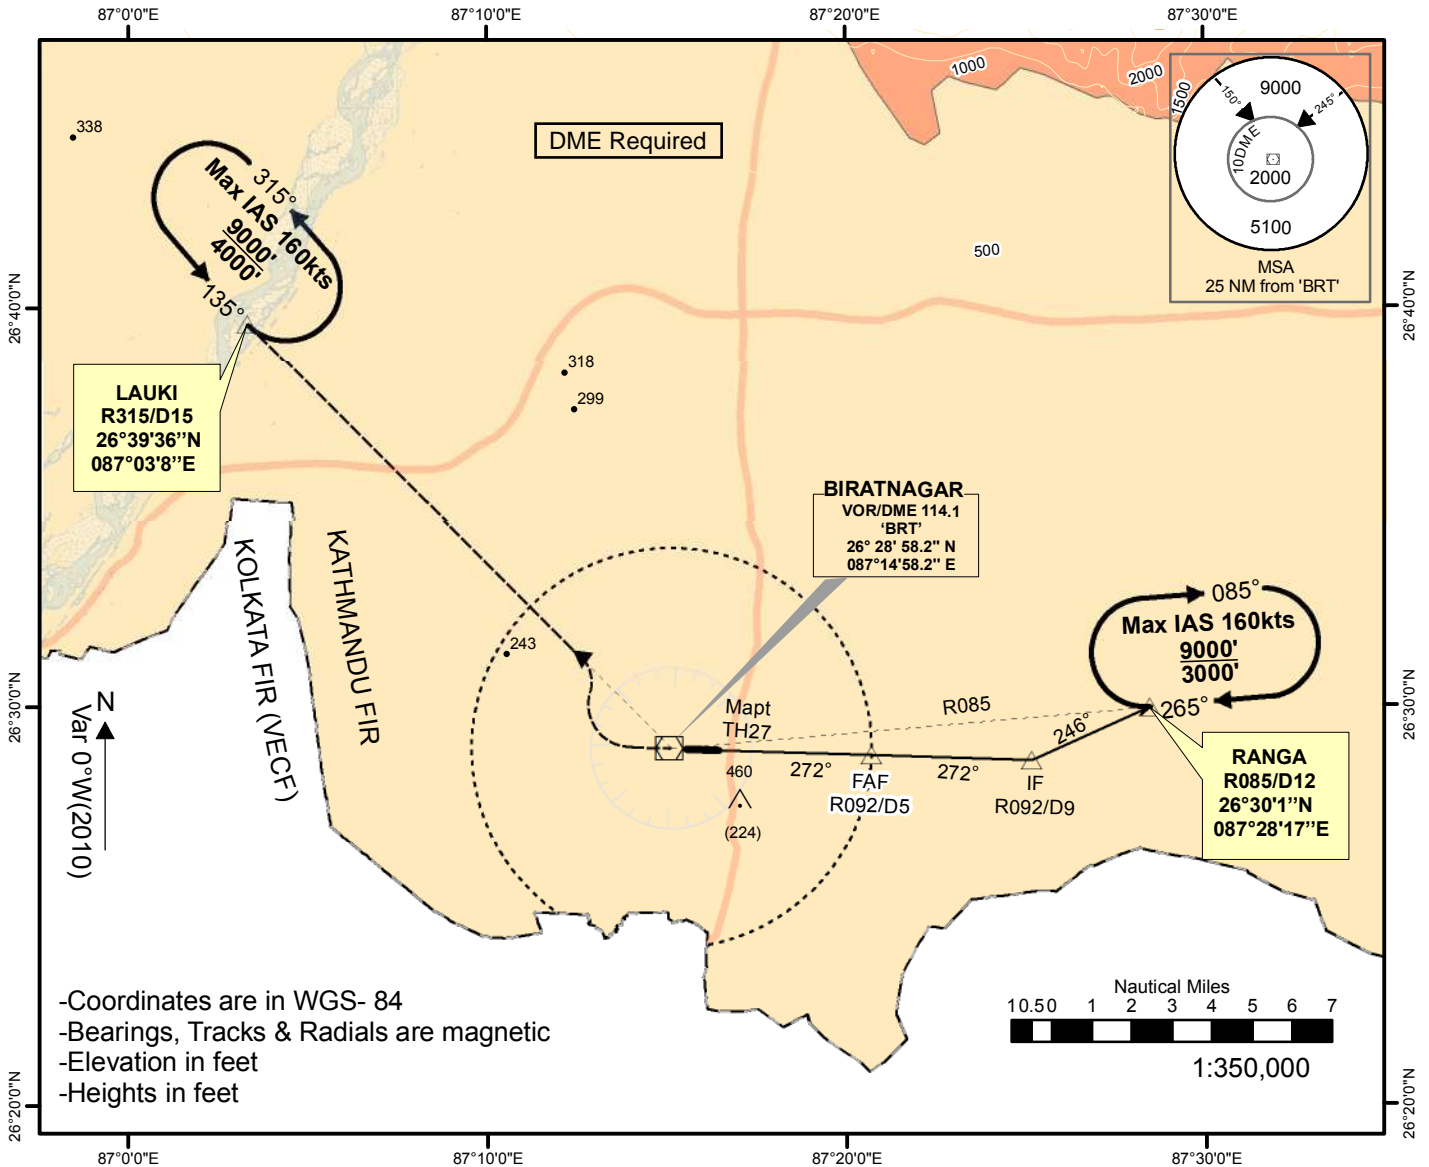 87°0'0"E
87°10'0"E
87°20'0"E
87°30'0"E
26°40'0"N
26°30'0"N
26°20'0"N
26°40'0"N
26°30'0"N
26°20'0"N
338
DME Required
1000
2000
1500
500
9000
150°
245°
10DME
2000
5100
MSA
25 NM from 'BRT'
315°
Max IAS 160kts
9000'
4000'
135°
LAUKI
R315/D15
26°39'36’’N
087°03'8’’E
318
299
BIRATNAGAR
VOR/DME 114.1
‘BRT’
26° 28' 58.2" N
087°14'58.2" E
KOLKATA FIR (VECF)
KATHMANDU FIR
243
085°
Max IAS 160kts
9000'
3000'
265°
R085
246°
Mapt
TH27
272°
272°
460
(224)
FAF
R092/D5
IF
R092/D9
RANGA
R085/D12
26°30'1’’N
087°28'17’’E
N
Var 0°W(2010)
-Coordinates are in WGS- 84
-Bearings, Tracks & Radials are magnetic
-Elevation in feet
-Heights in feet
Nautical Miles
1 0.5 0 1 2 3 4 5 6 7
1:350,000
87°0'0"E
87°10'0"E
87°20'0"E
87°30'0"E